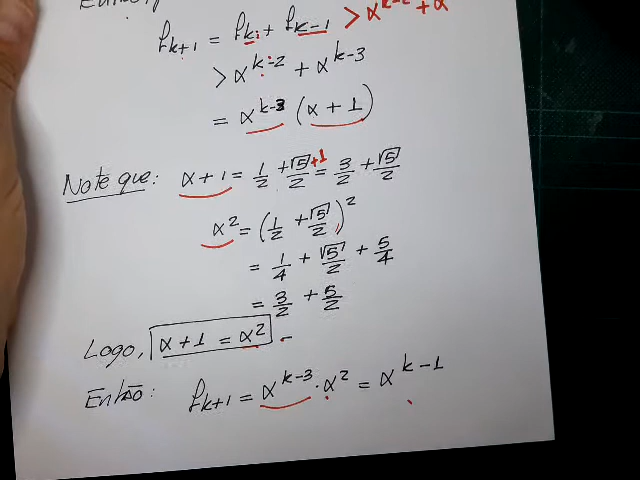 f_{k+1} = f_k + f_{k-1} > α^{k-2} + α
> α^{k-2} + α^{k-3}
= α^{k-3} (α + 1)
Note que: α + 1 = 1/2 + √5/2 + 1 = 3/2 + √5/2
α² = (1/2 + √5/2)²
= 1/4 + √5/2 + 5/4
= 3/2 + 5/2
Logo, α + 1 = α²
Então: f_{k+1} = α^{k-3} · α² = α^{k-1}